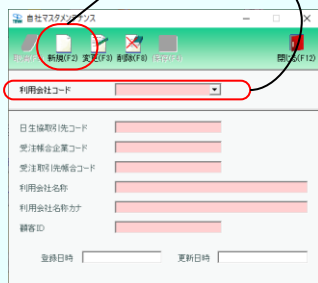 自社マスタメンテナンス
新規(F2) 変更(F3) 削除(F8) 閉じる(F12)
利用会社コード
日生協取引先コード
受注帳合企業コード
受注取引先帳合コード
利用会社名称
利用会社名称カナ
顧客ID
登録日時 更新日時